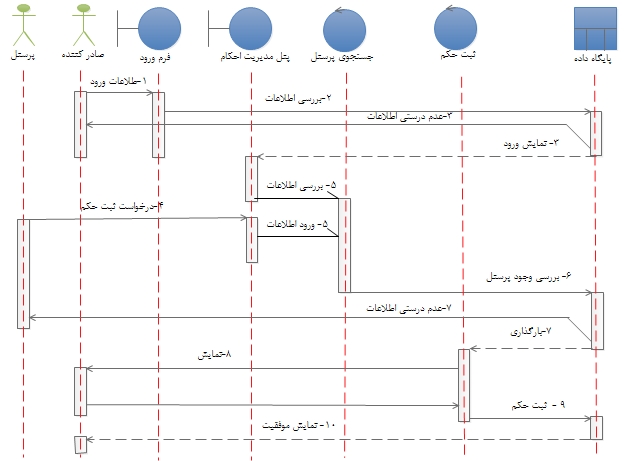 پرسنل
صادر کننده
فرم ورود
پنل مدیریت احکام
جستجوی پرسنل
ثبت حکم
پایگاه داده
۱-طلاعات ورود
۲-بررسی اطلاعات
۳-عدم درستی اطلاعات
۳- نمایش ورود
۵- بررسی اطلاعات
۴-درخواست ثبت حکم
۵- ورود اطلاعات
۶- بررسی وجود پرسنل
۷-عدم درستی اطلاعات
۷-بارگذاری
۸-نمایش
۹ - ثبت حکم
۱۰- نمایش موفقیت